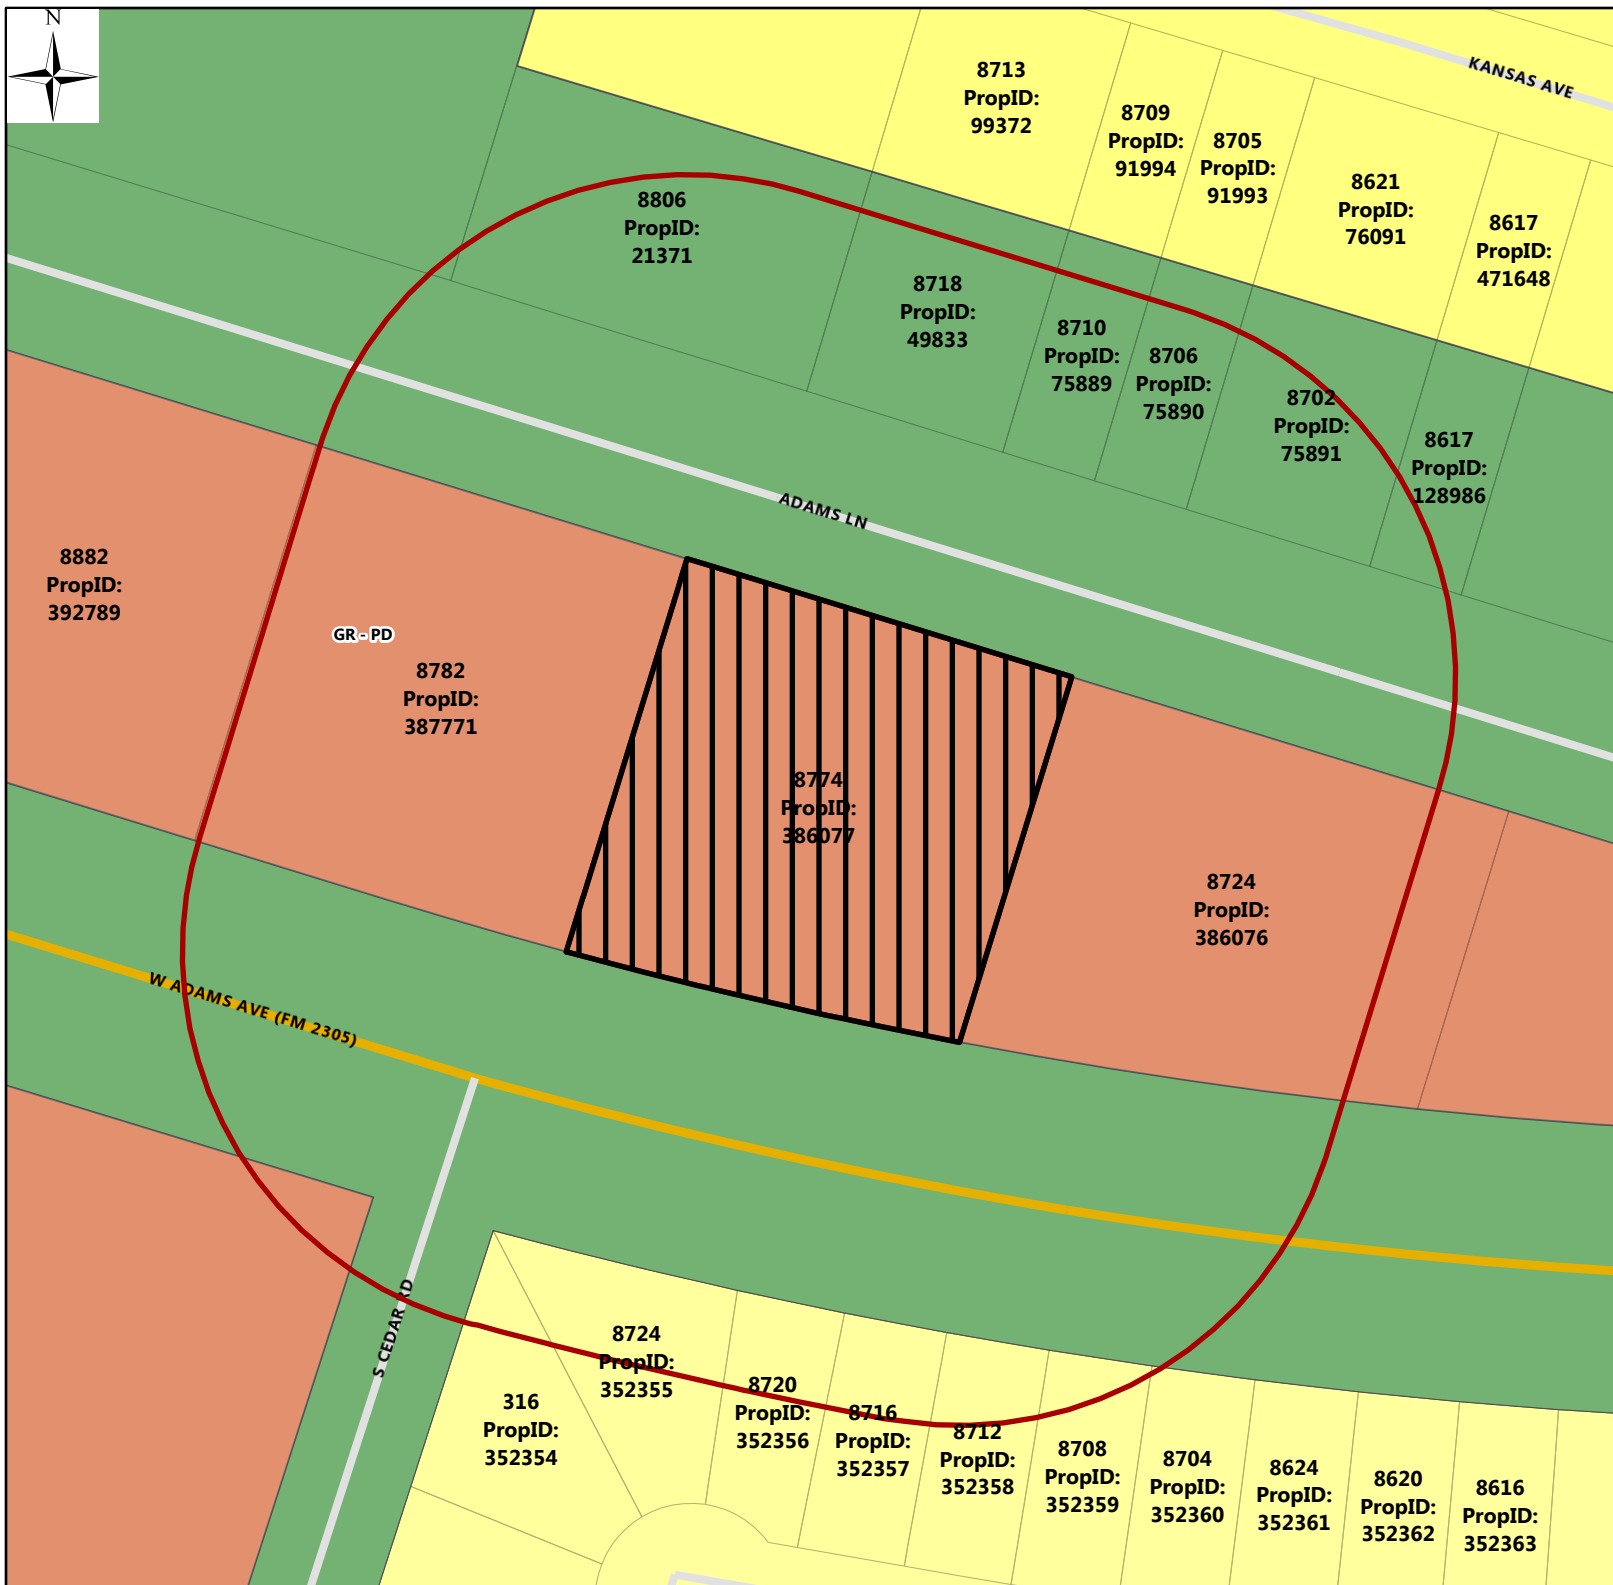 N
KANSAS AVE
8713
PropID:
99372
8709
PropID:
91994
8705
PropID:
91993
8621
PropID:
76091
8617
PropID:
471648
8806
PropID:
21371
8718
PropID:
49833
8710
PropID:
75889
8706
PropID:
75890
8702
PropID:
75891
8617
PropID:
128986
ADAMS LN
8882
PropID:
392789
GR - PD
8782
PropID:
387771
8774
PropID:
386077
8724
PropID:
386076
W ADAMS AVE (FM 2305)
S CEDAR RD
8724
PropID:
352355
316
PropID:
352354
8720
PropID:
352356
8716
PropID:
352357
8712
PropID:
352358
8708
PropID:
352359
8704
PropID:
352360
8624
PropID:
352361
8620
PropID:
352362
8616
PropID:
352363